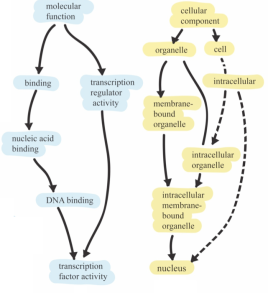 molecular
function
binding
transcription
regulator
activity
nucleic acid
binding
DNA binding
transcription
factor activity
cellular
component
organelle
cell
intracellular
membrane-
bound
organelle
intracellular
organelle
intracellular
membrane-
bound
organelle
nucleus